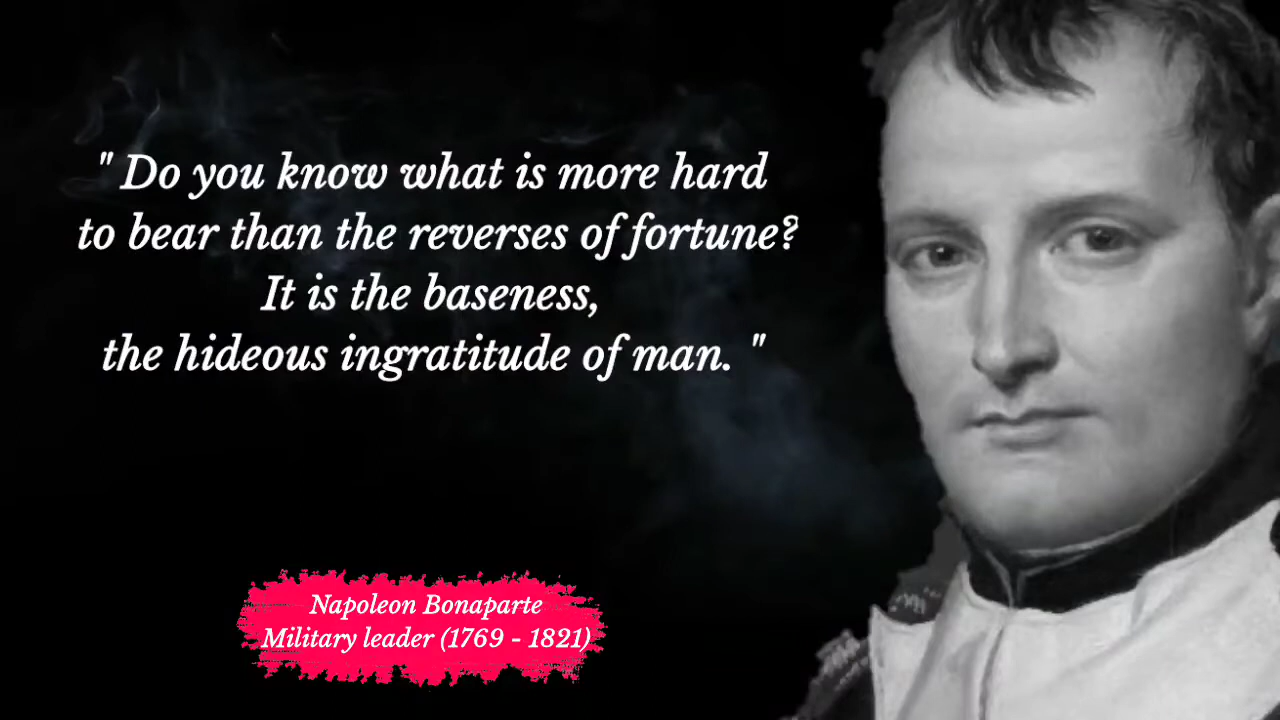 " Do you know what is more hard
to bear than the reverses of fortune?
It is the baseness,
the hideous ingratitude of man. "
Napoleon Bonaparte
Military leader (1769 - 1821)